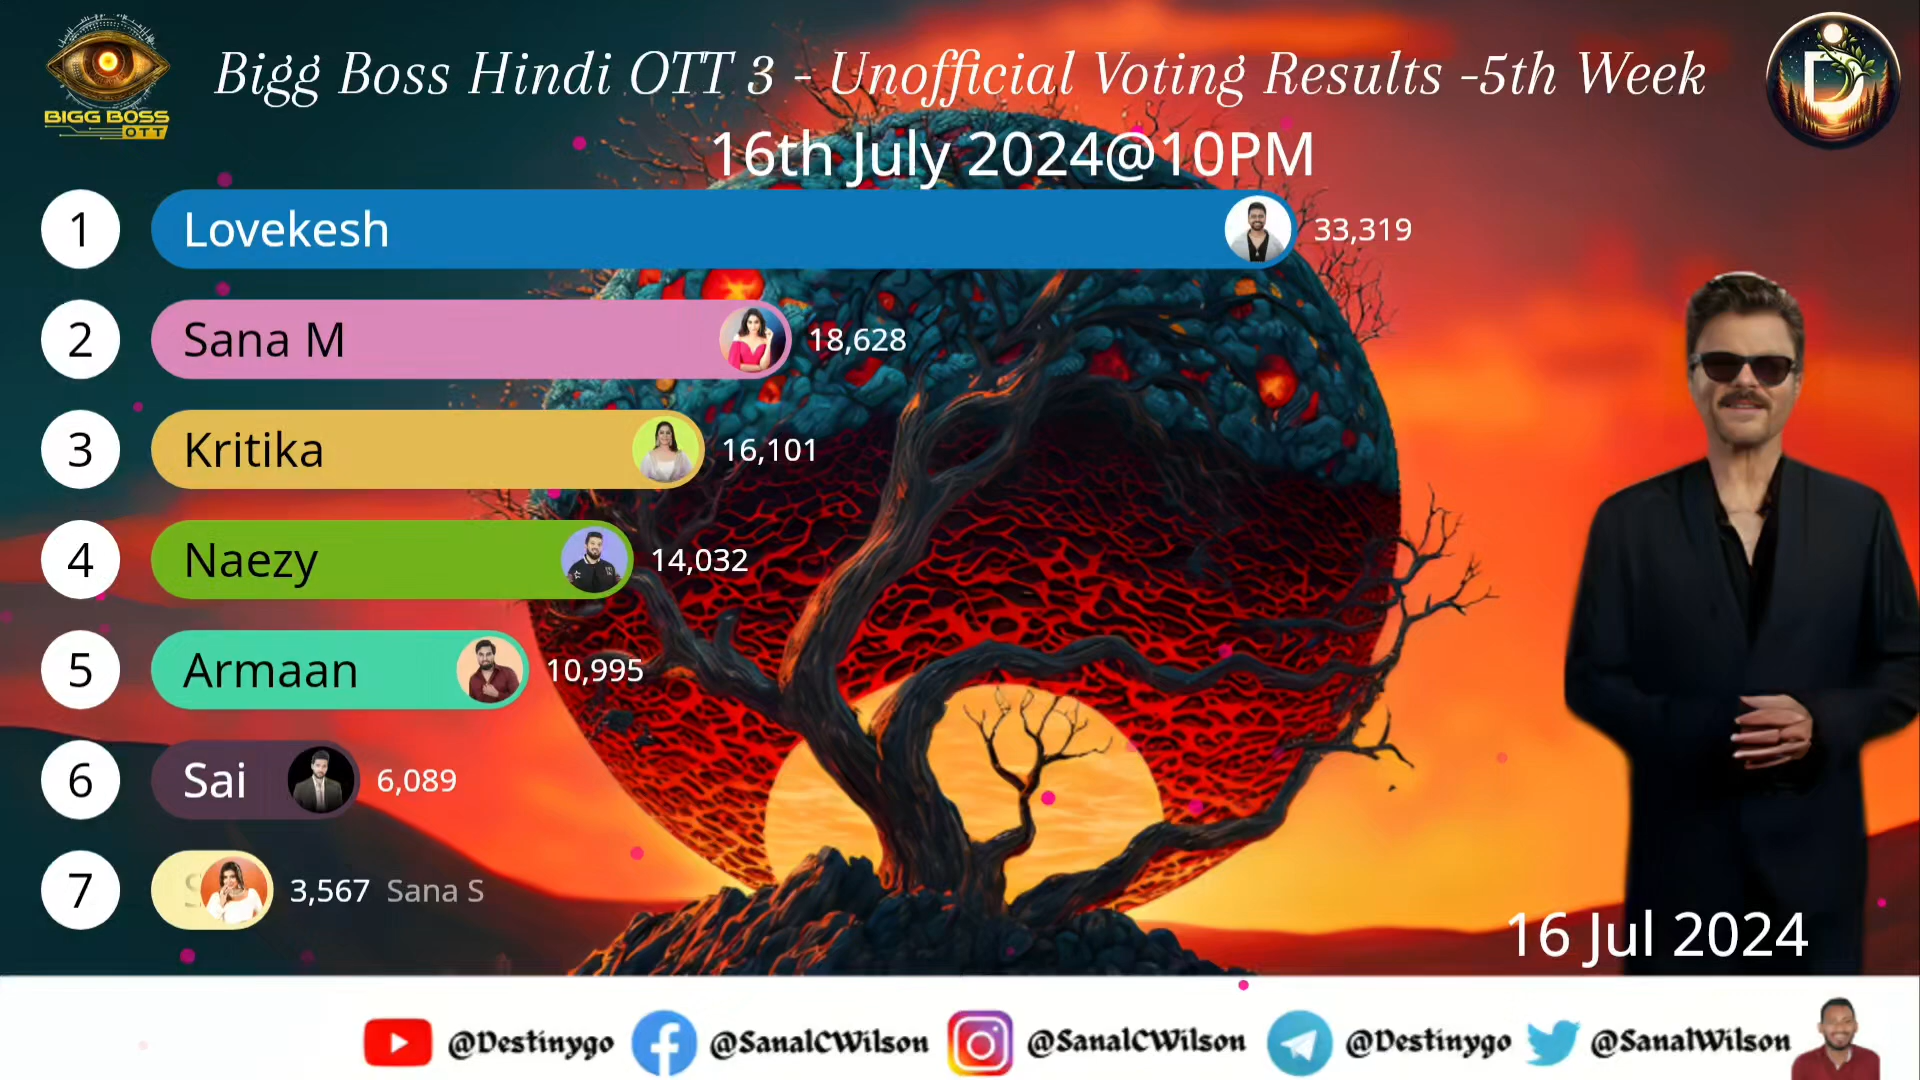 BIGG BOSS
OTT
Bigg Boss Hindi OTT 3 - Unofficial Voting Results -5th Week
D
16th July 2024@10PM
1 Lovekesh 33,319
2 Sana M 18,628
3 Kritika 16,101
4 Naezy 14,032
5 Armaan 10,995
6 Sai 6,089
7 S 3,567 Sana S
16 Jul 2024
@Destinygo @SanalCWilson @SanalCWilson @Destinygo @SanalWilson